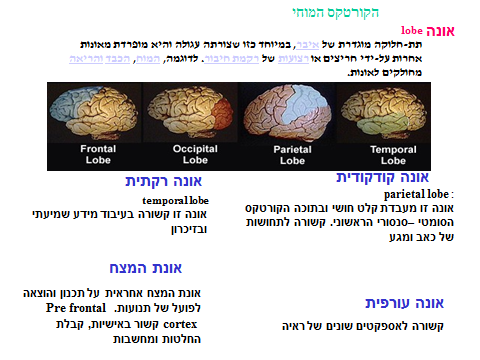 הקורטקס המוחי
אונה lobe
תת-חלוקה מוגדרת של איבר, במיוחד כזו שצורתה עגולה והיא מופרדת מאונות
אחרות על-ידי חריצים או רצועות של רקמת חיבור. לדוגמה, המוח, הכבד והריאה
מחולקים לאונות.
Frontal Lobe
Occipital Lobe
Parietal Lobe
Temporal Lobe
אונה קודקודית
parietal lobe :
אונה זו מעבדת קלט חושי ובתוכה הקורטקס
הסומטי –סנסורי הראשוני. קשורה לתחושות
של כאב ומגע
אונה רקתית
temporal lobe
אונה זו קשורה בעיבוד מידע שמיעתי
ובזיכרון
אונת המצח
אונת המצח אחראית על תכנון והוצאה
לפועל של תנועות. Pre frontal
cortex קשור באישיות, קבלת
החלטות ומחשבות
אונה עורפית
קשורה לאספקטים שונים של ראיה